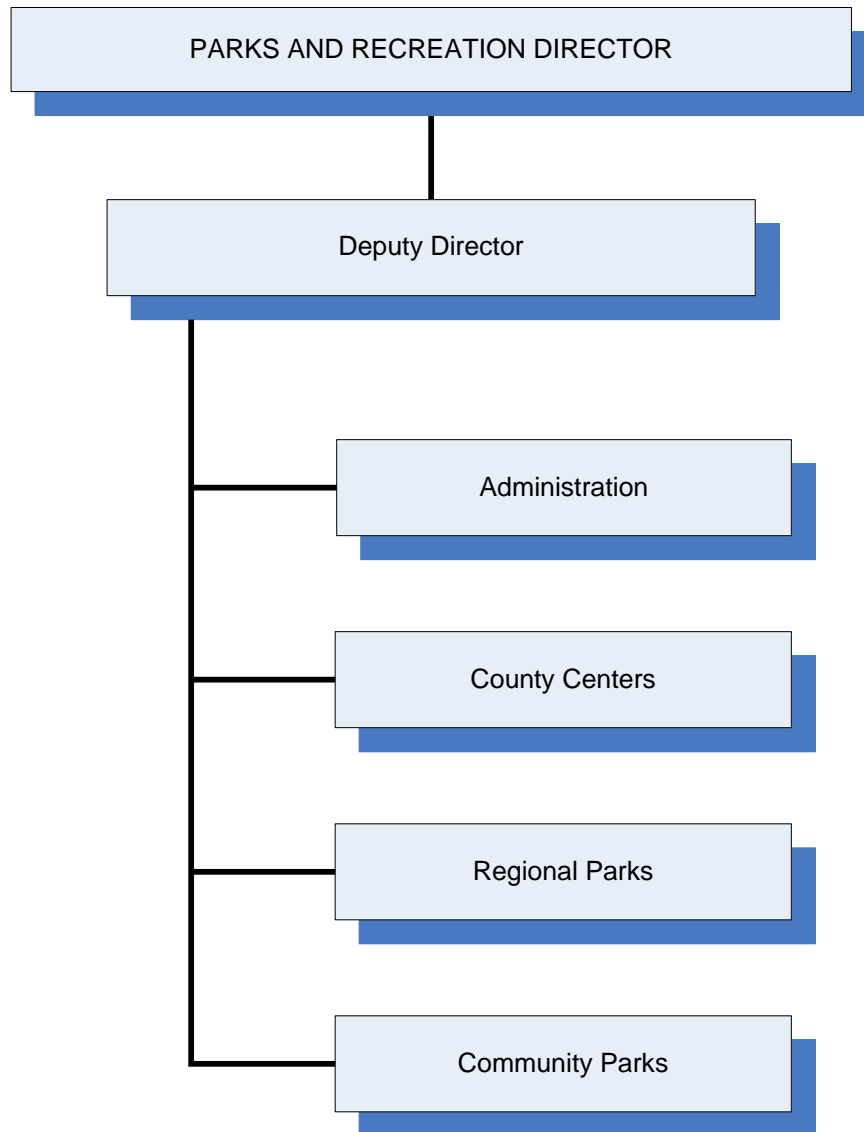 PARKS AND RECREATION DIRECTOR
Deputy Director
Administration
County Centers
Regional Parks
Community Parks